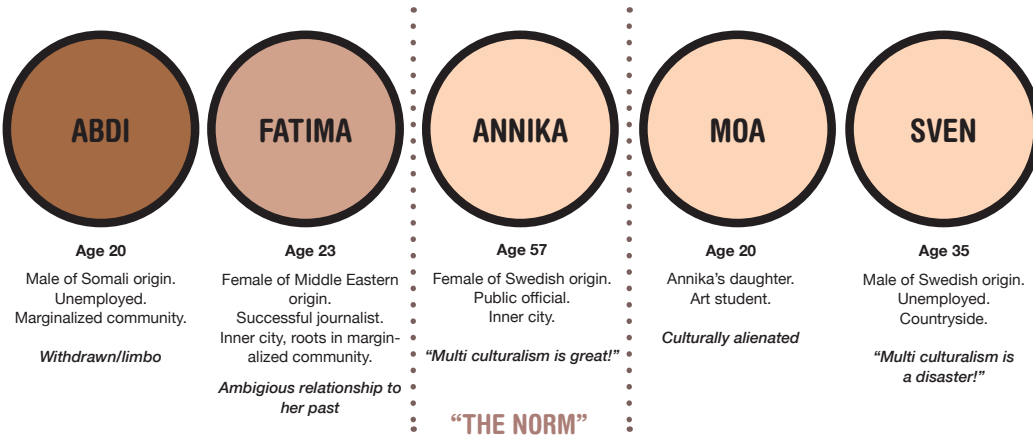 ABDI
Age 20
Male of Somali origin.
Unemployed.
Marginalized community.
Withdrawn/limbo
FATIMA
Age 23
Female of Middle Eastern
origin.
Successful journalist.
Inner city, roots in margin-
alized community.
Ambigious relationship to
her past
ANNIKA
Age 57
Female of Swedish origin.
Public official.
Inner city.
“Multi culturalism is great!”
“THE NORM”
MOA
Age 20
Annika’s daughter.
Art student.
Culturally alienated
SVEN
Age 35
Male of Swedish origin.
Unemployed.
Countryside.
“Multi culturalism is
a disaster!”